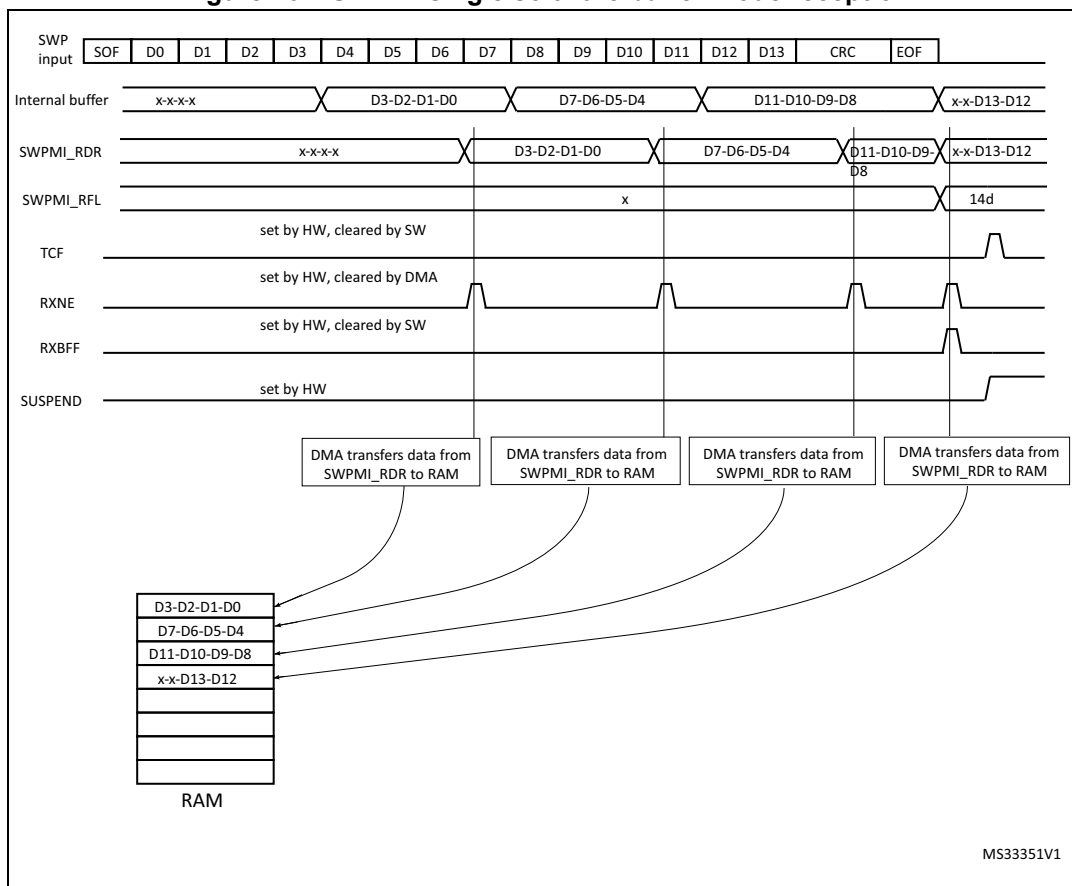 SWP input SOF D0 D1 D2 D3 D4 D5 D6 D7 D8 D9 D10 D11 D12 D13 CRC EOF
Internal buffer x-x-x-x D3-D2-D1-D0 D7-D6-D5-D4 D11-D10-D9-D8 x-x-D13-D12
SWPMI_RDR x-x-x-x D3-D2-D1-D0 D7-D6-D5-D4 D11-D10-D9-D8 x-x-D13-D12
SWPMI_RFL x 14d
set by HW, cleared by SW
TCF
set by HW, cleared by DMA
RXNE
set by HW, cleared by SW
RXBFF
set by HW
SUSPEND
DMA transfers data from
SWPMI_RDR to RAM
DMA transfers data from
SWPMI_RDR to RAM
DMA transfers data from
SWPMI_RDR to RAM
DMA transfers data from
SWPMI_RDR to RAM
D3-D2-D1-D0
D7-D6-D5-D4
D11-D10-D9-D8
x-x-D13-D12
RAM
MS33351V1